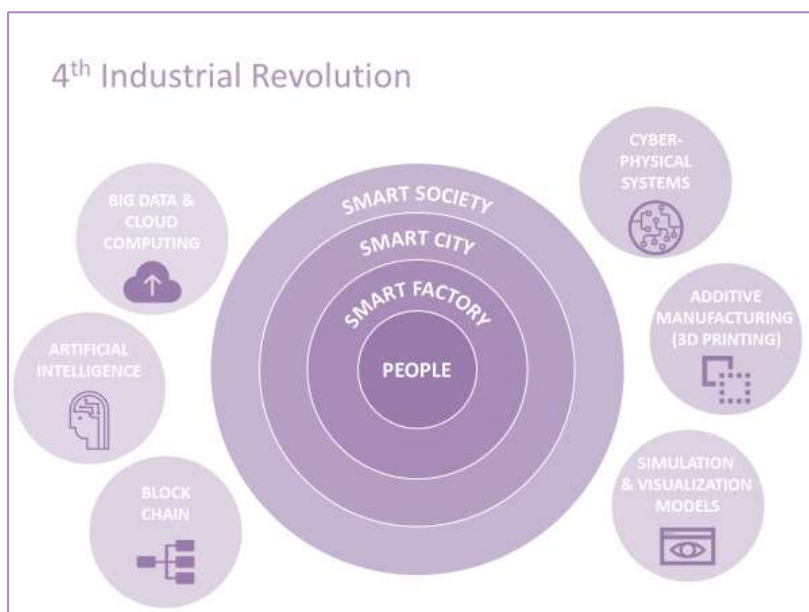 4th Industrial Revolution
BIG DATA &
CLOUD
COMPUTING
ARTIFICIAL
INTELLIGENCE
BLOCK
CHAIN
SMART SOCIETY
SMART CITY
SMART FACTORY
PEOPLE
CYBER-
PHYSICAL
SYSTEMS
ADDITIVE
MANUFACTURING
(3D PRINTING)
SIMULATION
& VISUALIZATION
MODELS